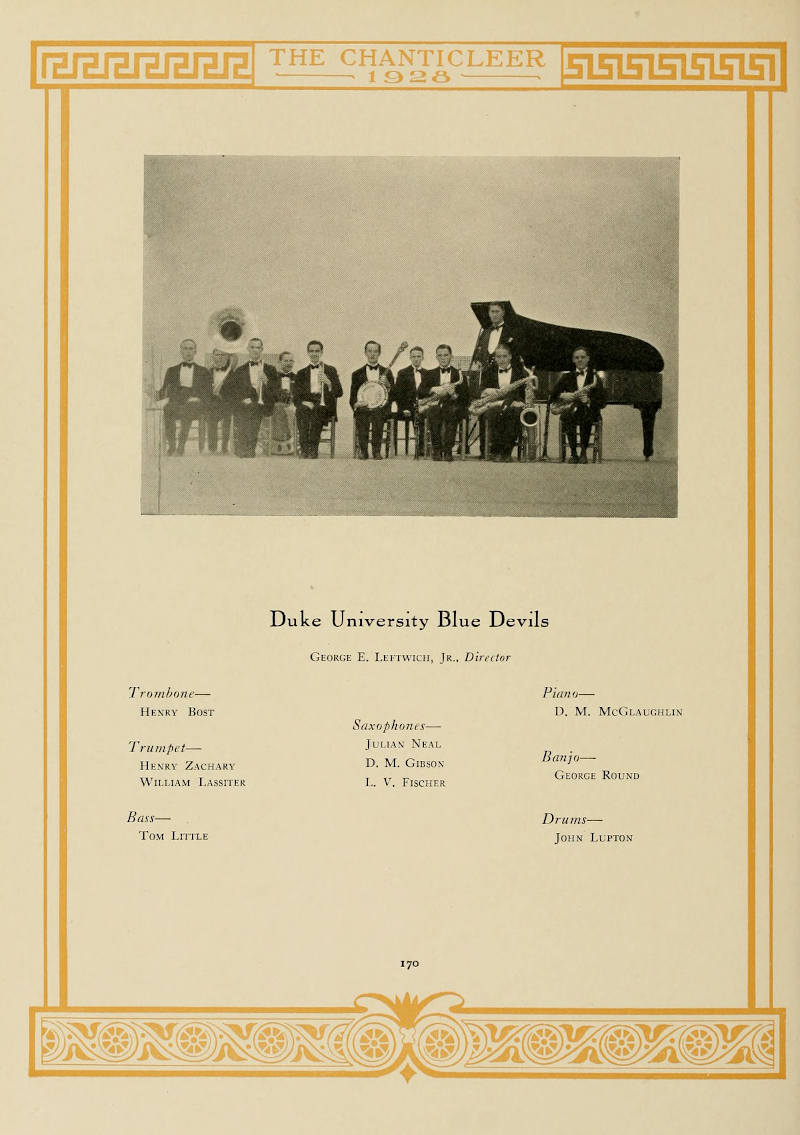 THE CHANTICLEER
1928
Duke University Blue Devils
George E. Leftwich, Jr., Director
Trombone—
Henry Bost
Trumpet—
Henry Zachary
William Lassiter
Bass—
Tom Little
Saxophones—
Julian Neal
D. M. Gibson
L. V. Fischer
Piano—
D. M. McGlaughlin
Banjo—
George Round
Drums—
John Lupton
170